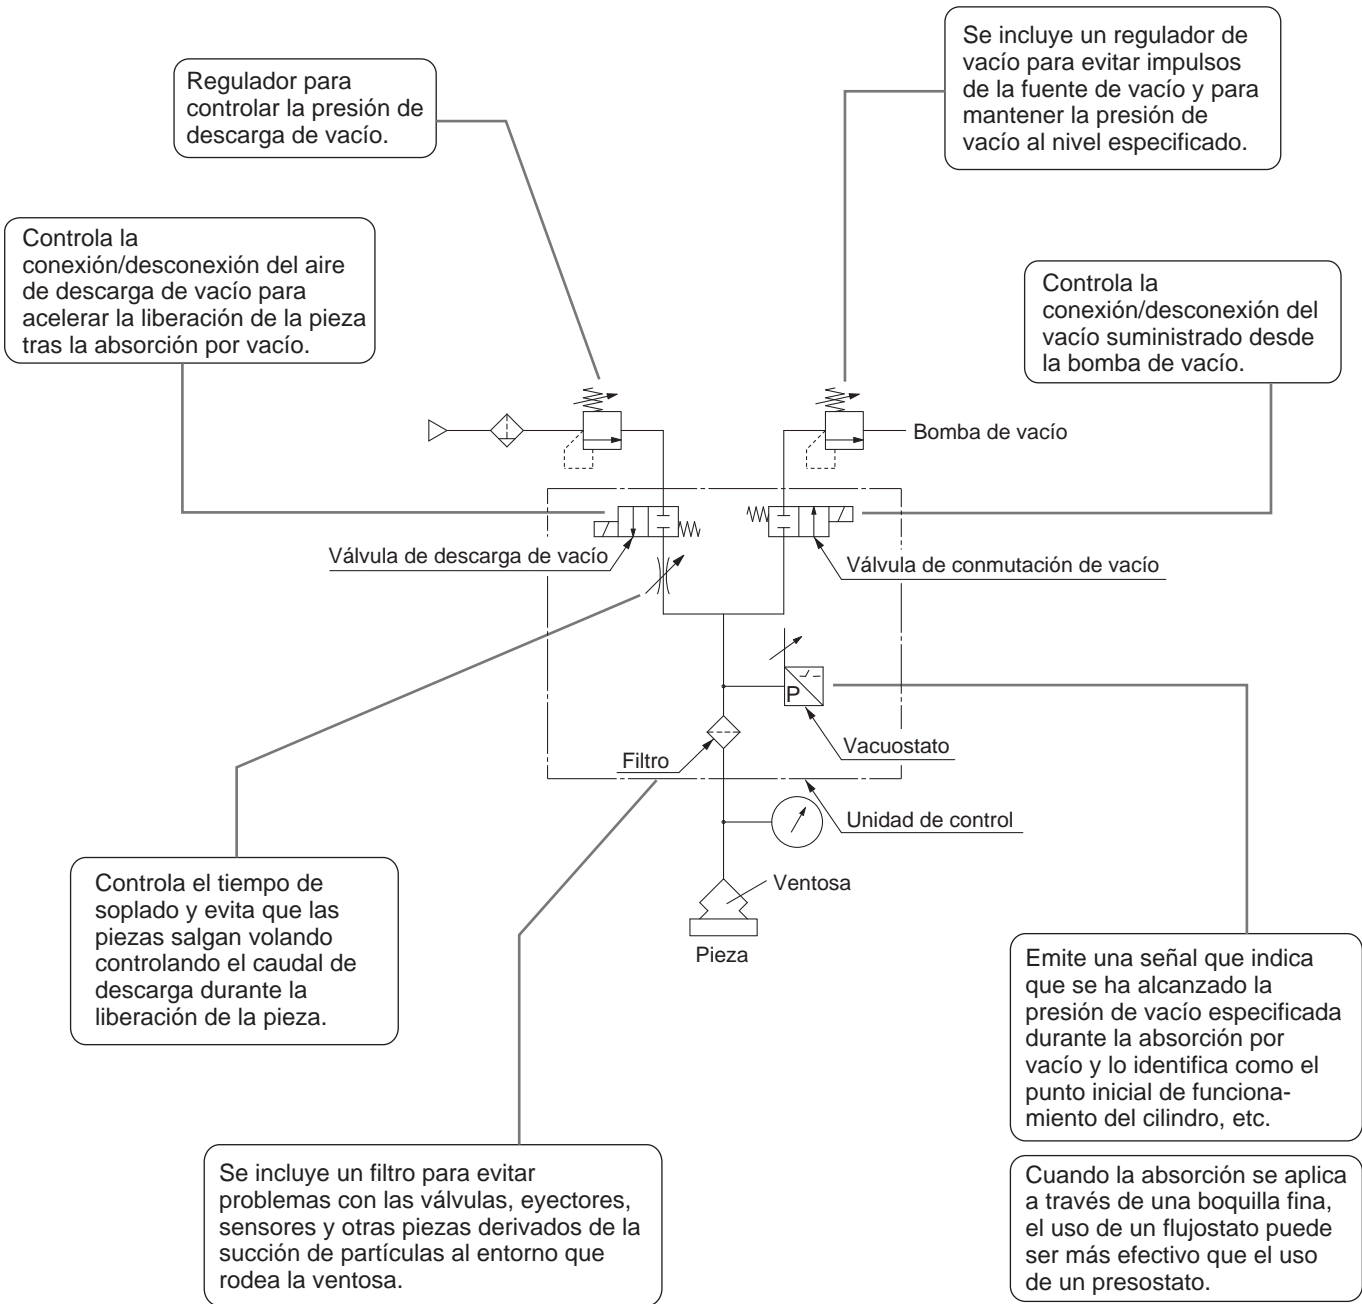 Se incluye un regulador de
vacío para evitar impulsos
de la fuente de vacío y para
mantener la presión de
vacío al nivel especificado.
Regulador para
controlar la presión de
descarga de vacío.
Controla la
conexión/desconexión del aire
de descarga de vacío para
acelerar la liberación de la pieza
tras la absorción por vacío.
Controla la
conexión/desconexión del
vacío suministrado desde
la bomba de vacío.
Bomba de vacío
Válvula de descarga de vacío
Válvula de conmutación de vacío
P
Vacuostato
Filtro
Unidad de control
Ventosa
Pieza
Controla el tiempo de
soplado y evita que las
piezas salgan volando
controlando el caudal de
descarga durante la
liberación de la pieza.
Emite una señal que indica
que se ha alcanzado la
presión de vacío especificada
durante la absorción por
vacío y lo identifica como el
punto inicial de funciona-
miento del cilindro, etc.
Se incluye un filtro para evitar
problemas con las válvulas, eyectores,
sensores y otras piezas derivados de la
succión de partículas al entorno que
rodea la ventosa.
Cuando la absorción se aplica
a través de una boquilla fina,
el uso de un flujostato puede
ser más efectivo que el uso
de un presostato.